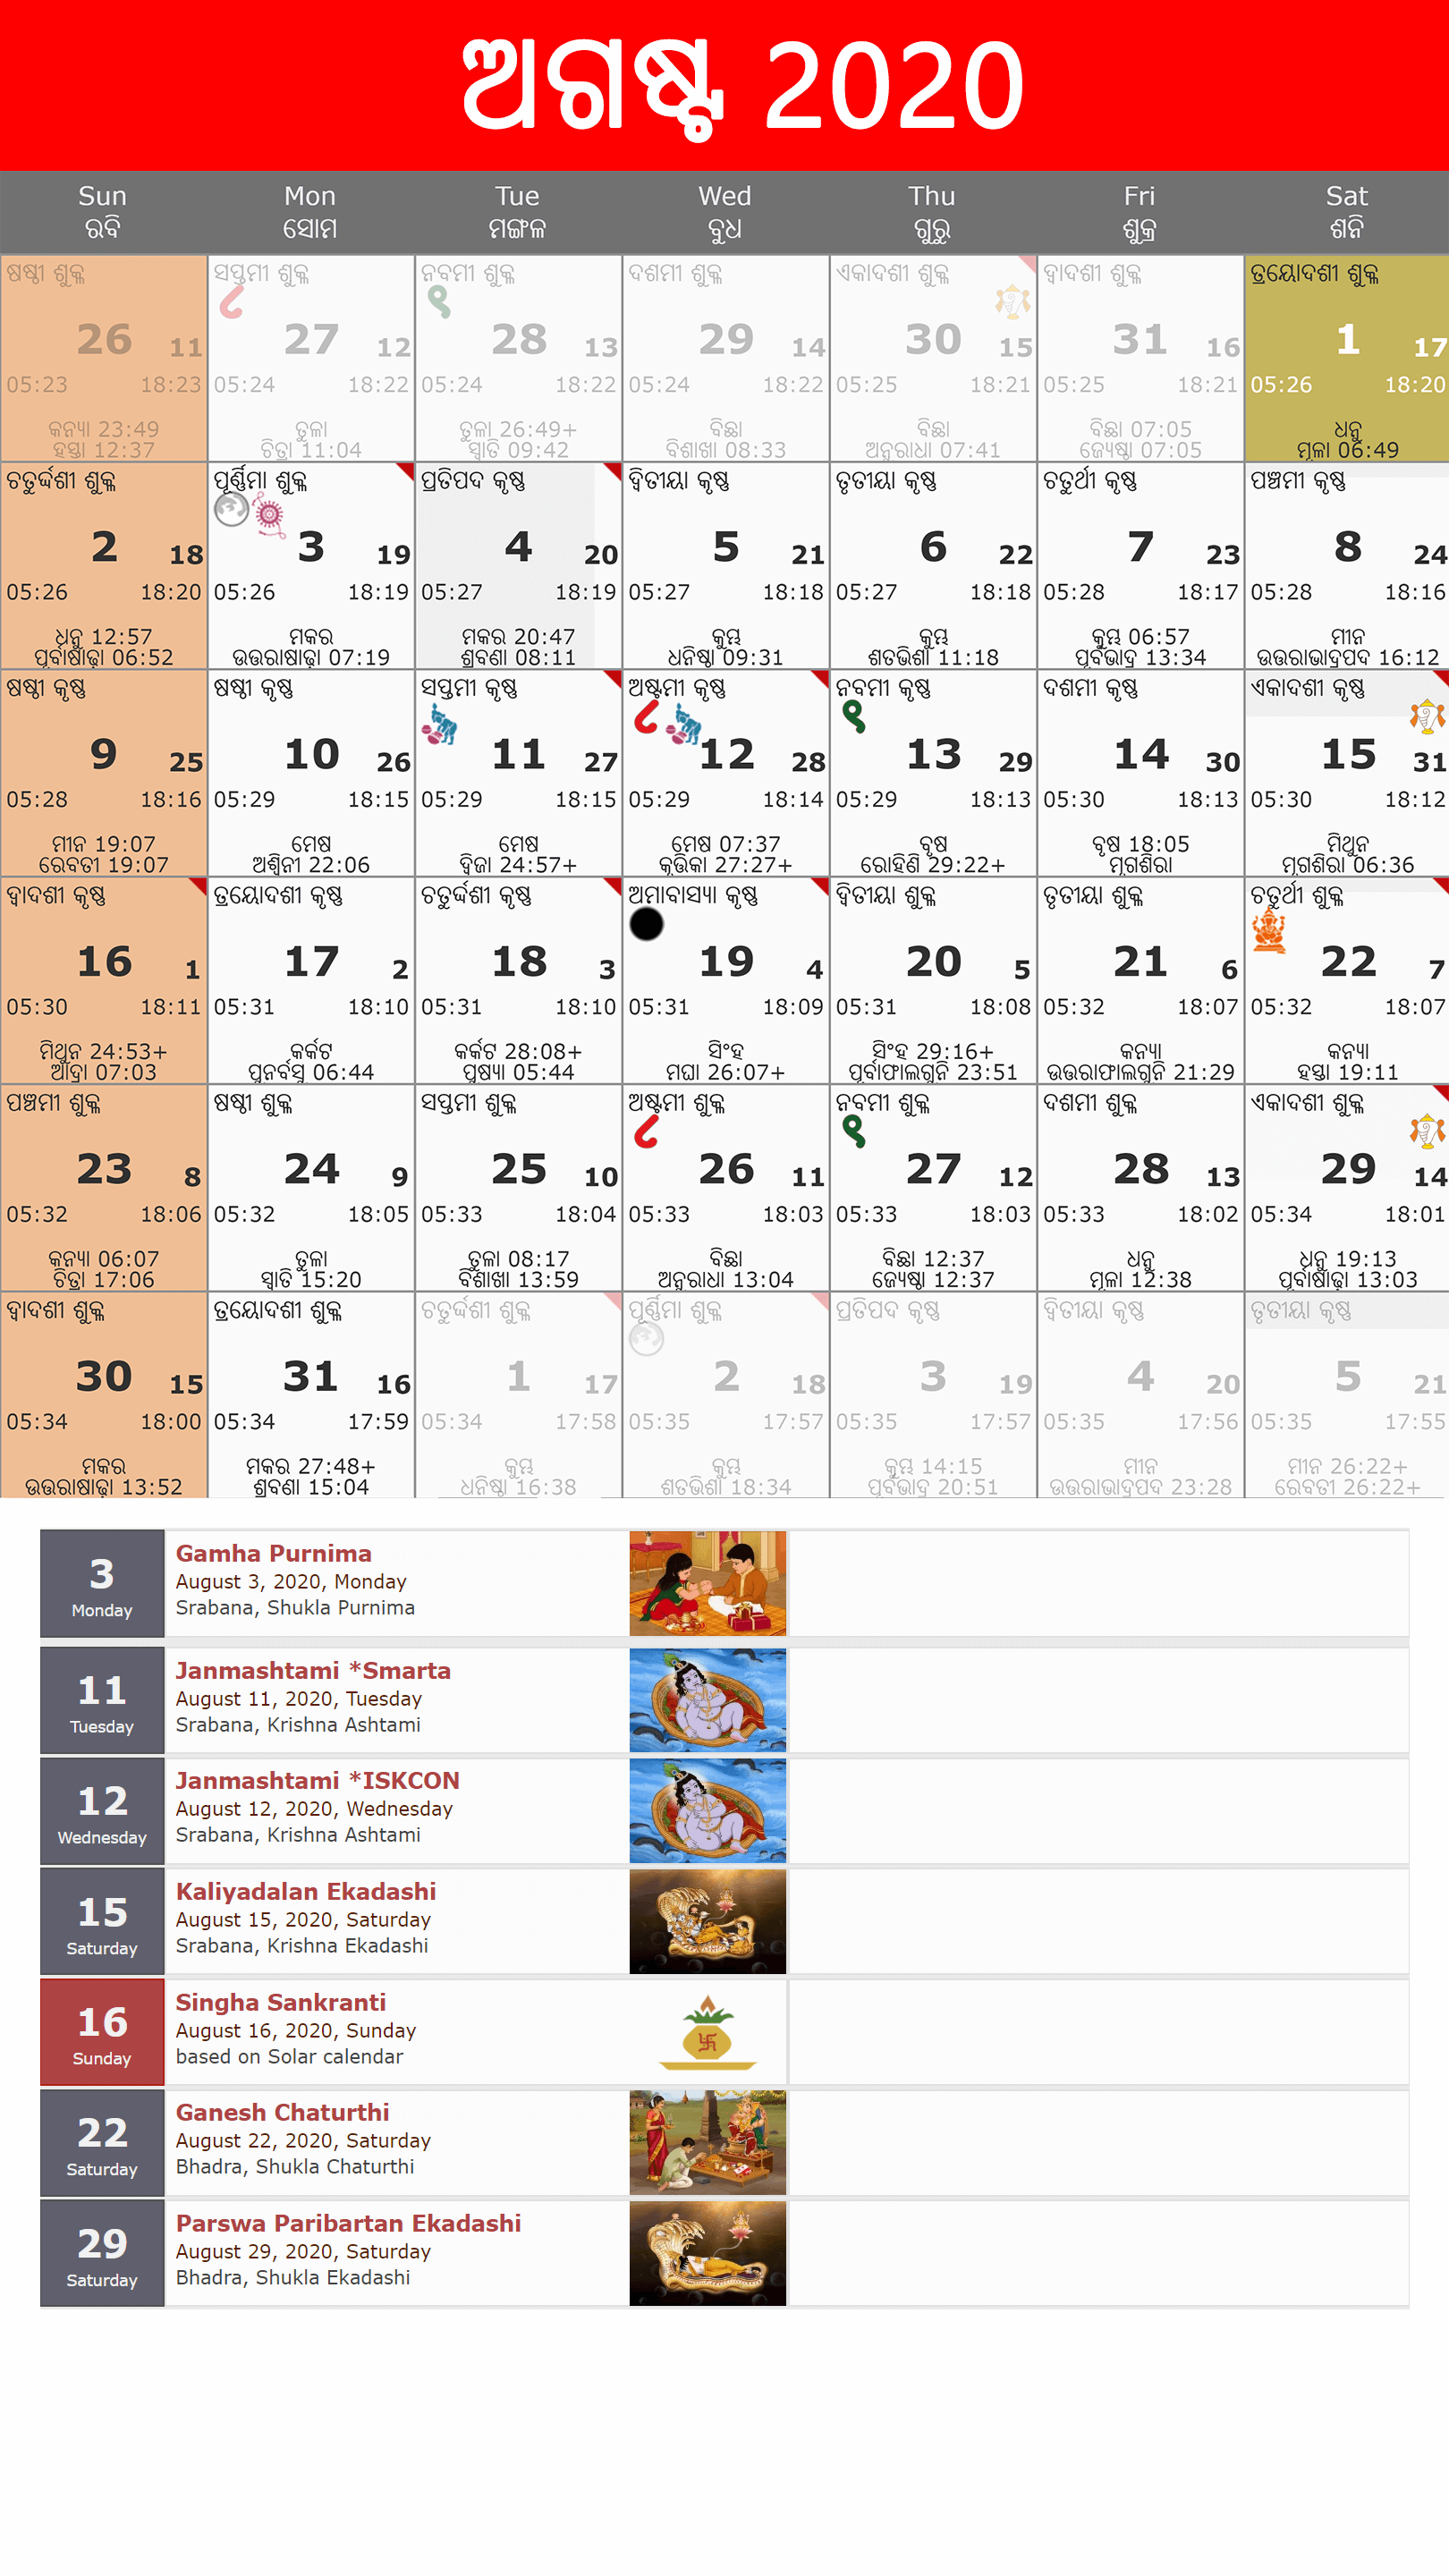 ଅଗଷ୍ଟ 2020
Sun Mon Tue Wed Thu Fri Sat
ରବି ସୋମ ମଙ୍ଗଳ ବୁଧ ଗୁରୁ ଶୁକ୍ର ଶନି
ଷଷ୍ଠୀ ଶୁକ୍ଳ ସପ୍ତମୀ ଶୁକ୍ଳ ନବମୀ ଶୁକ୍ଳ ଦଶମୀ ଶୁକ୍ଳ ଏକାଦଶୀ ଶୁକ୍ଳ ଦ୍ୱାଦଶୀ ଶୁକ୍ଳ ତ୍ରୟୋଦଶୀ ଶୁକ୍ଳ
୮ ୧
26 11 27 12 28 13 29 14 30 15 31 16 1 17
05:23 18:23 05:24 18:22 05:24 18:22 05:24 18:22 05:25 18:21 05:25 18:21 05:26 18:20
କନ୍ୟା 23:49 ତୁଳା ତୁଳା 26:49+ ବିଛା ବିଛା ବିଛା 07:05 ଧନୁ
ହସ୍ତା 12:37 ଚିତ୍ରା 11:04 ସ୍ଵାତି 09:42 ବିଶାଖା 08:33 ଅନୁରାଧା 07:41 ଜ୍ୟେଷ୍ଠା 07:05 ମୂଳା 06:49
ଚତୁର୍ଦ୍ଦଶୀ ଶୁକ୍ଳ ପୂର୍ଣ୍ଣିମା ଶୁକ୍ଳ ପ୍ରତିପଦ କୃଷ୍ଣ ଦ୍ଵିତୀୟା କୃଷ୍ଣ ତୃତୀୟା କୃଷ୍ଣ ଚତୁର୍ଥୀ କୃଷ୍ଣ ପଞ୍ଚମୀ କୃଷ୍ଣ
2 18 3 19 4 20 5 21 6 22 7 23 8 24
05:26 18:20 05:26 18:19 05:27 18:19 05:27 18:18 05:27 18:18 05:28 18:17 05:28 18:16
ଧନୁ 12:57 ମକର ମକର 20:47 କୁମ୍ଭ କୁମ୍ଭ କୁମ୍ଭ 06:57 ମୀନ
ପୂର୍ବାଷାଢ଼ା 06:52 ଉତ୍ତରାଷାଢ଼ା 07:19 ଶ୍ରବଣା 08:11 ଧନିଷ୍ଠା 09:31 ଶତଭିଶା 11:18 ପୂର୍ବଭାଦ୍ର 13:34 ଉତ୍ତରାଭାଦ୍ରପଦ 16:12
ଷଷ୍ଠୀ କୃଷ୍ଣ ଷଷ୍ଠୀ କୃଷ୍ଣ ସପ୍ତମୀ କୃଷ୍ଣ ଅଷ୍ଟମୀ କୃଷ୍ଣ ନବମୀ କୃଷ୍ଣ ଦଶମୀ କୃଷ୍ଣ ଏକାଦଶୀ କୃଷ୍ଣ
୮ ୧
9 25 10 26 11 27 12 28 13 29 14 30 15 31
05:28 18:16 05:29 18:15 05:29 18:15 05:29 18:14 05:29 18:13 05:30 18:13 05:30 18:12
ମୀନ 19:07 ମେଷ ମେଷ ମେଷ 07:37 ବୃଷ ବୃଷ 18:05 ମିଥୁନ
ରେବତୀ 19:07 ଅଶ୍ଵିନୀ 22:06 ଦ୍ଵିଜା 24:57+ କୃତ୍ତିକା 27:27+ ରୋହିଣି 29:22+ ମୃଗଶିରା ମୃଗଶିରା 06:36
ଦ୍ୱାଦଶୀ କୃଷ୍ଣ ତ୍ରୟୋଦଶୀ କୃଷ୍ଣ ଚତୁର୍ଦ୍ଦଶୀ କୃଷ୍ଣ ଅମାବାସ୍ୟା କୃଷ୍ଣ ଦ୍ଵିତୀୟା ଶୁକ୍ଳ ତୃତୀୟା ଶୁକ୍ଳ ଚତୁର୍ଥୀ ଶୁକ୍ଳ
16 1 17 2 18 3 19 4 20 5 21 6 22 7
05:30 18:11 05:31 18:10 05:31 18:10 05:31 18:09 05:31 18:08 05:32 18:07 05:32 18:07
ମିଥୁନ 24:53+ କର୍କଟ କର୍କଟ 28:08+ ସିଂହ ସିଂହ 29:16+ କନ୍ୟା କନ୍ୟା
ଆଦ୍ରା 07:03 ପୁନର୍ବସୁ 06:44 ପୁଷ୍ୟା 05:44 ମଘା 26:07+ ପୂର୍ବାଫାଲଗୁନି 23:51 ଉତ୍ତରାଫାଲଗୁନି 21:29 ହସ୍ତା 19:11
ପଞ୍ଚମୀ ଶୁକ୍ଳ ଷଷ୍ଠୀ ଶୁକ୍ଳ ସପ୍ତମୀ ଶୁକ୍ଳ ଅଷ୍ଟମୀ ଶୁକ୍ଳ ନବମୀ ଶୁକ୍ଳ ଦଶମୀ ଶୁକ୍ଳ ଏକାଦଶୀ ଶୁକ୍ଳ
୮ ୧
23 8 24 9 25 10 26 11 27 12 28 13 29 14
05:32 18:06 05:32 18:05 05:33 18:04 05:33 18:03 05:33 18:03 05:33 18:02 05:34 18:01
କନ୍ୟା 06:07 ତୁଳା ତୁଳା 08:17 ବିଛା ବିଛା 12:37 ଧନୁ ଧନୁ 19:13
ଚିତ୍ରା 17:06 ସ୍ଵାତି 15:20 ବିଶାଖା 13:59 ଅନୁରାଧା 13:04 ଜ୍ୟେଷ୍ଠା 12:37 ମୂଳା 12:38 ପୂର୍ବାଷାଢ଼ା 13:03
ଦ୍ୱାଦଶୀ ଶୁକ୍ଳ ତ୍ରୟୋଦଶୀ ଶୁକ୍ଳ ଚତୁର୍ଦ୍ଦଶୀ ଶୁକ୍ଳ ପୂର୍ଣ୍ଣିମା ଶୁକ୍ଳ ପ୍ରତିପଦ କୃଷ୍ଣ ଦ୍ଵିତୀୟା କୃଷ୍ଣ ତୃତୀୟା କୃଷ୍ଣ
30 15 31 16 1 17 2 18 3 19 4 20 5 21
05:34 18:00 05:34 17:59 05:34 17:58 05:35 17:57 05:35 17:57 05:35 17:56 05:35 17:55
ମକର ମକର 27:48+ କୁମ୍ଭ କୁମ୍ଭ କୁମ୍ଭ 14:15 ମୀନ ମୀନ 26:22+
ଉତ୍ତରାଷାଢ଼ା 13:52 ଶ୍ରବଣା 15:04 ଧନିଷ୍ଠା 16:38 ଶତଭିଶା 18:34 ପୂର୍ବଭାଦ୍ର 20:51 ଉତ୍ତରାଭାଦ୍ରପଦ 23:28 ରେବତୀ 26:22+
3
Monday
Gamha Purnima
August 3, 2020, Monday
Srabana, Shukla Purnima
11
Tuesday
Janmashtami *Smarta
August 11, 2020, Tuesday
Srabana, Krishna Ashtami
12
Wednesday
Janmashtami *ISKCON
August 12, 2020, Wednesday
Srabana, Krishna Ashtami
15
Saturday
Kaliyadalan Ekadashi
August 15, 2020, Saturday
Srabana, Krishna Ekadashi
16
Sunday
Singha Sankranti
August 16, 2020, Sunday
based on Solar calendar
22
Saturday
Ganesh Chaturthi
August 22, 2020, Saturday
Bhadra, Shukla Chaturthi
29
Saturday
Parswa Paribartan Ekadashi
August 29, 2020, Saturday
Bhadra, Shukla Ekadashi